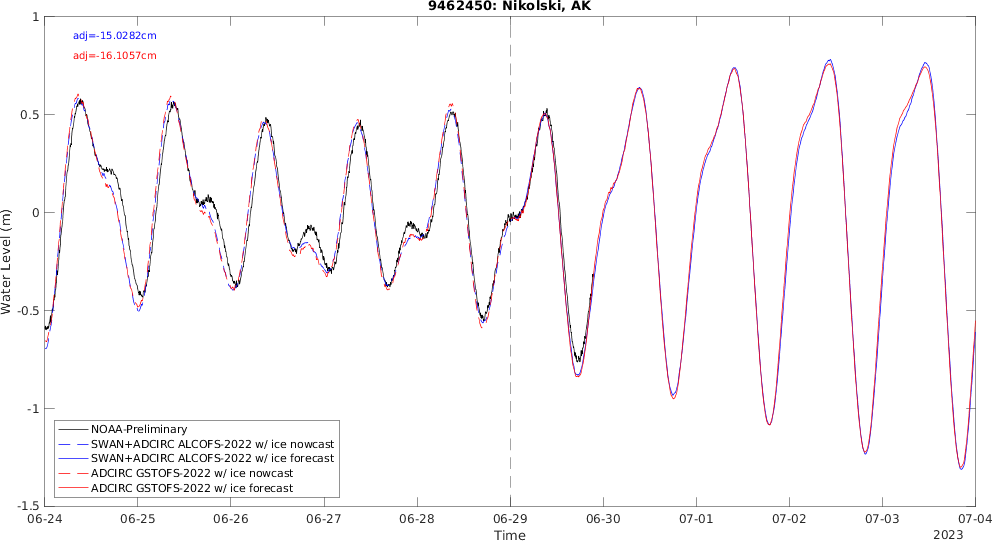 9462450: Nikolski, AK
adj=-15.0282cm
adj=-16.1057cm
Water Level (m)
1
0.5
0
-0.5
-1
-1.5
NOAA-Preliminary
SWAN+ADCIRC ALCOFS-2022 w/ ice nowcast
SWAN+ADCIRC ALCOFS-2022 w/ ice forecast
ADCIRC GSTOFS-2022 w/ ice nowcast
ADCIRC GSTOFS-2022 w/ ice forecast
06-24 06-25 06-26 06-27 06-28 06-29 06-30 07-01 07-02 07-03 07-04
Time
2023